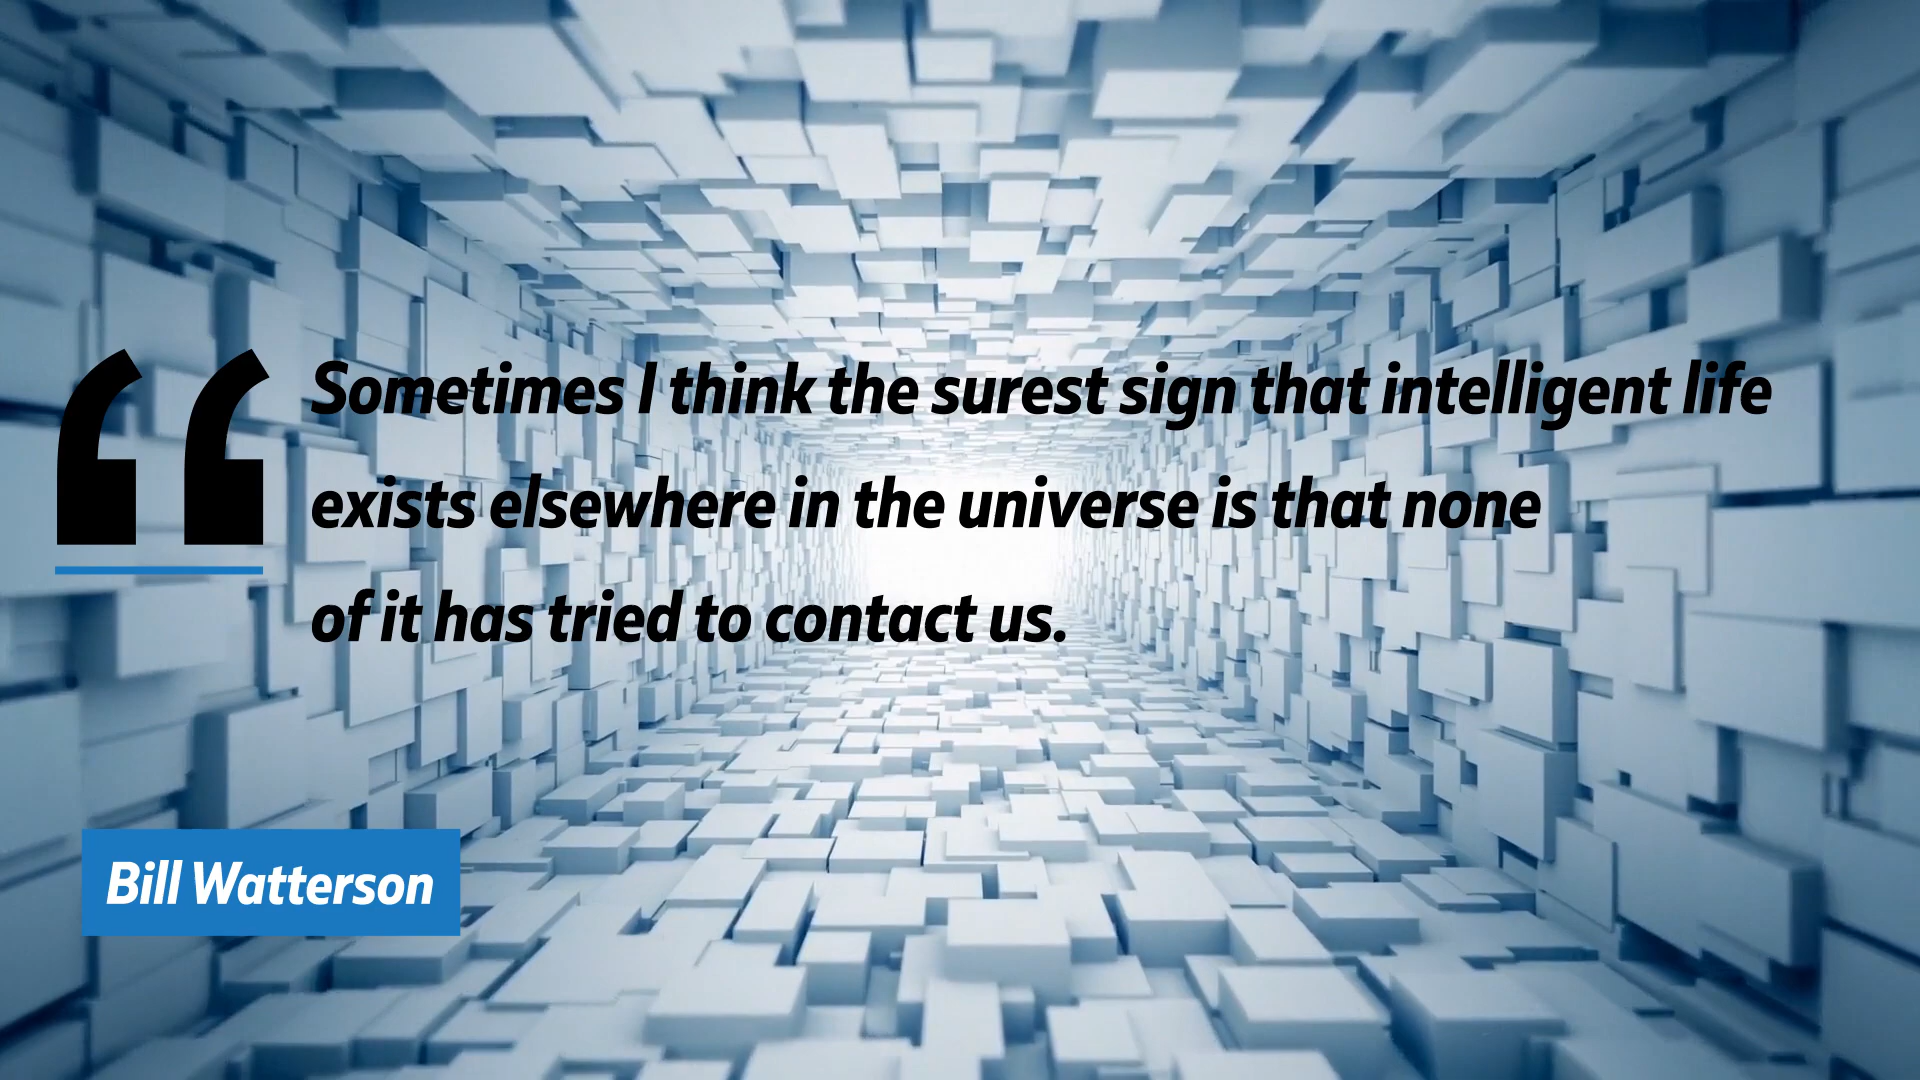 “
Sometimes I think the surest sign that intelligent life
exists elsewhere in the universe is that none
of it has tried to contact us.
Bill Watterson